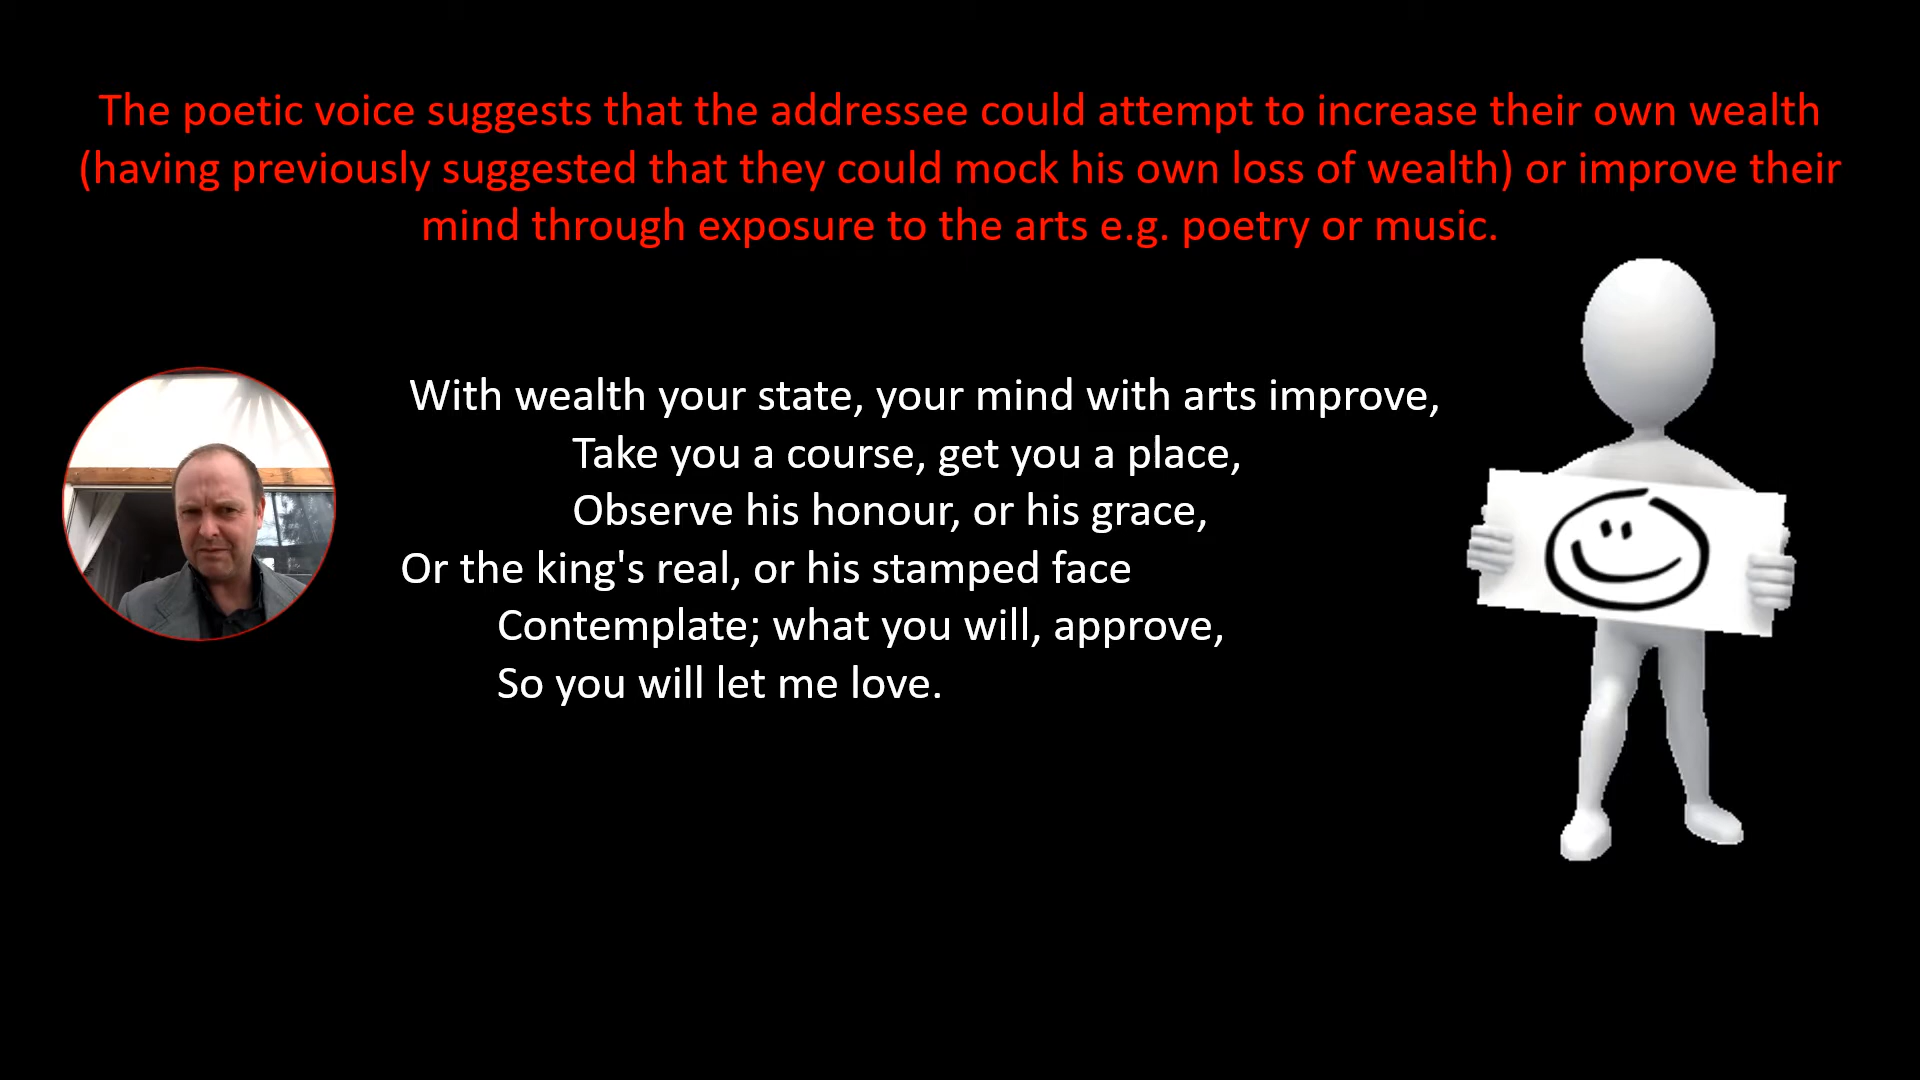 The poetic voice suggests that the addressee could attempt to increase their own wealth
(having previously suggested that they could mock his own loss of wealth) or improve their
mind through exposure to the arts e.g. poetry or music.
With wealth your state, your mind with arts improve,
Take you a course, get you a place,
Observe his honour, or his grace,
Or the king's real, or his stamped face
Contemplate; what you will, approve,
So you will let me love.